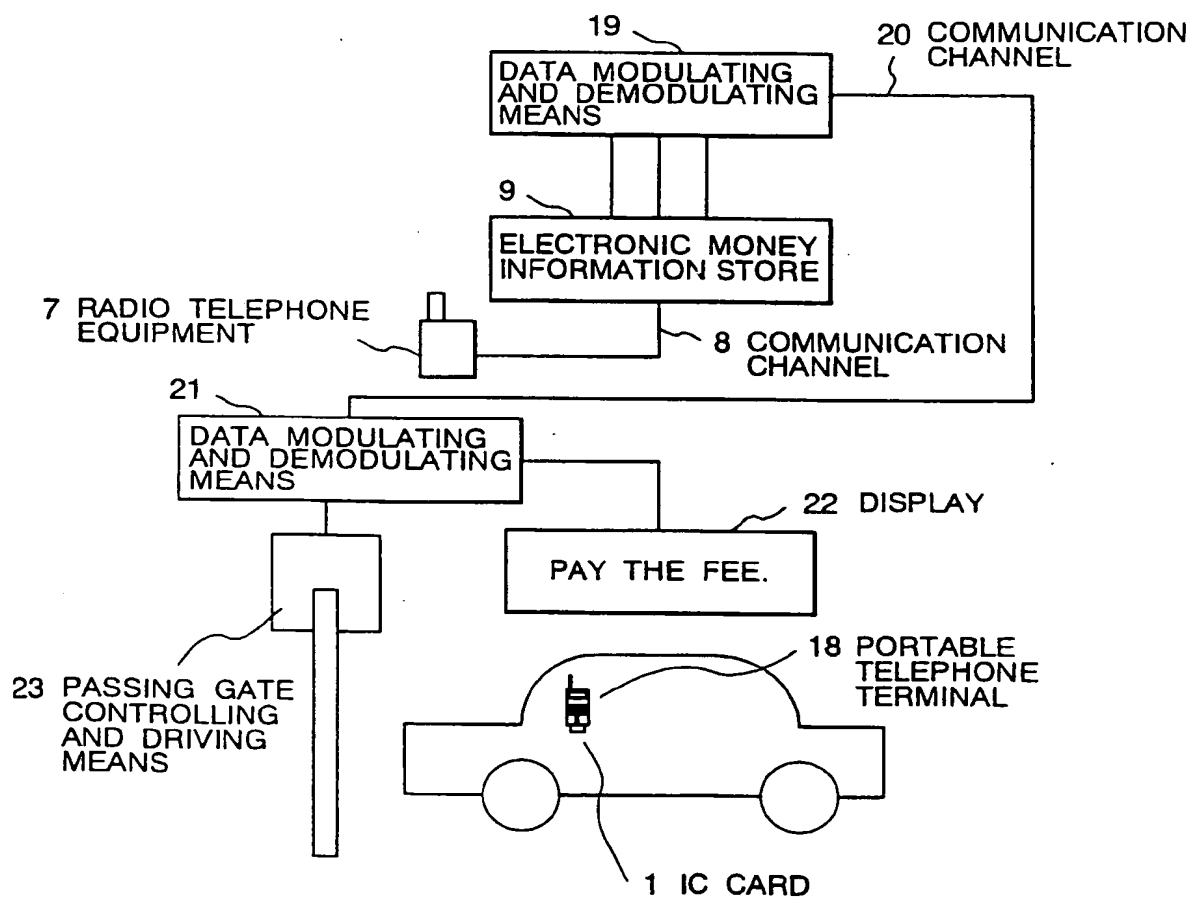 19
20 COMMUNICATION
CHANNEL
DATA MODULATING
AND DEMODULATING
MEANS
9
ELECTRONIC MONEY
INFORMATION STORE
7 RADIO TELEPHONE
EQUIPMENT
8 COMMUNICATION
CHANNEL
21
DATA MODULATING
AND DEMODULATING
MEANS
22 DISPLAY
PAY THE FEE.
18 PORTABLE
TELEPHONE
TERMINAL
23 PASSING GATE
CONTROLLING
AND DRIVING
MEANS
1 IC CARD